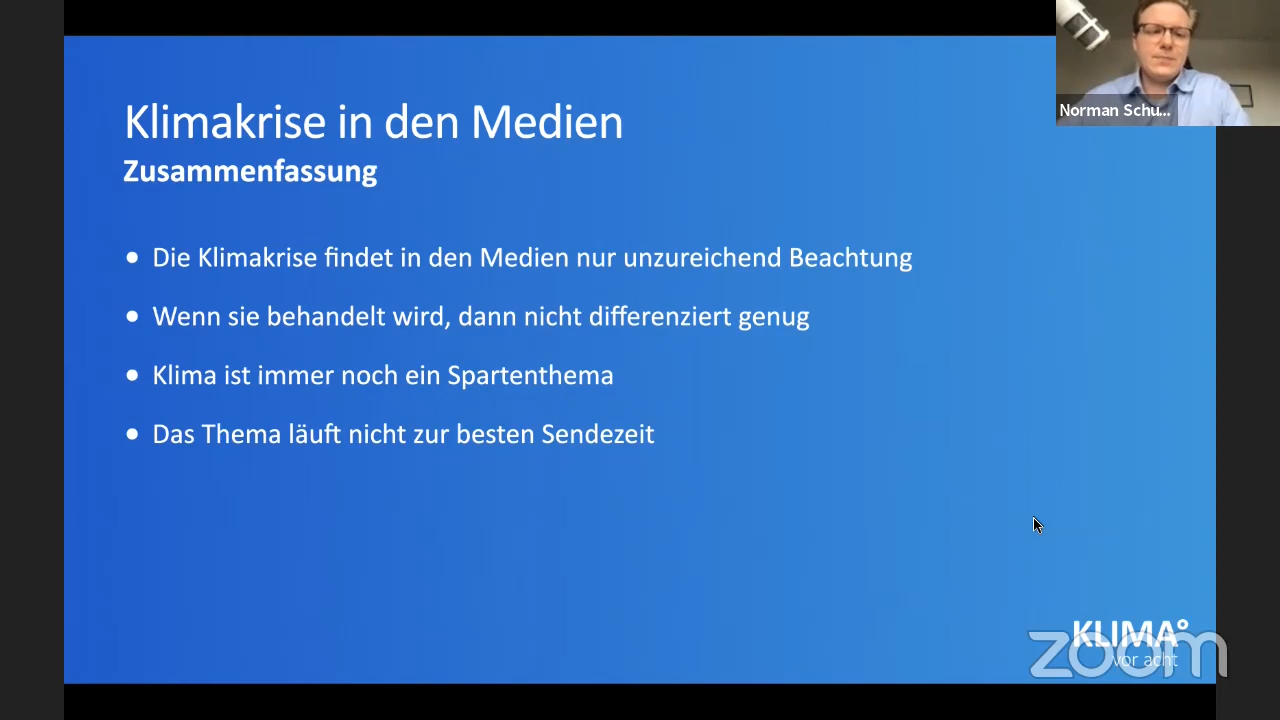 Klimakrise in den Medien
Zusammenfassung
Norman Schu...
• Die Klimakrise findet in den Medien nur unzureichend Beachtung
• Wenn sie behandelt wird, dann nicht differenziert genug
• Klima ist immer noch ein Spartenthema
• Das Thema läuft nicht zur besten Sendezeit
KLIMA°
vor acht
zoom